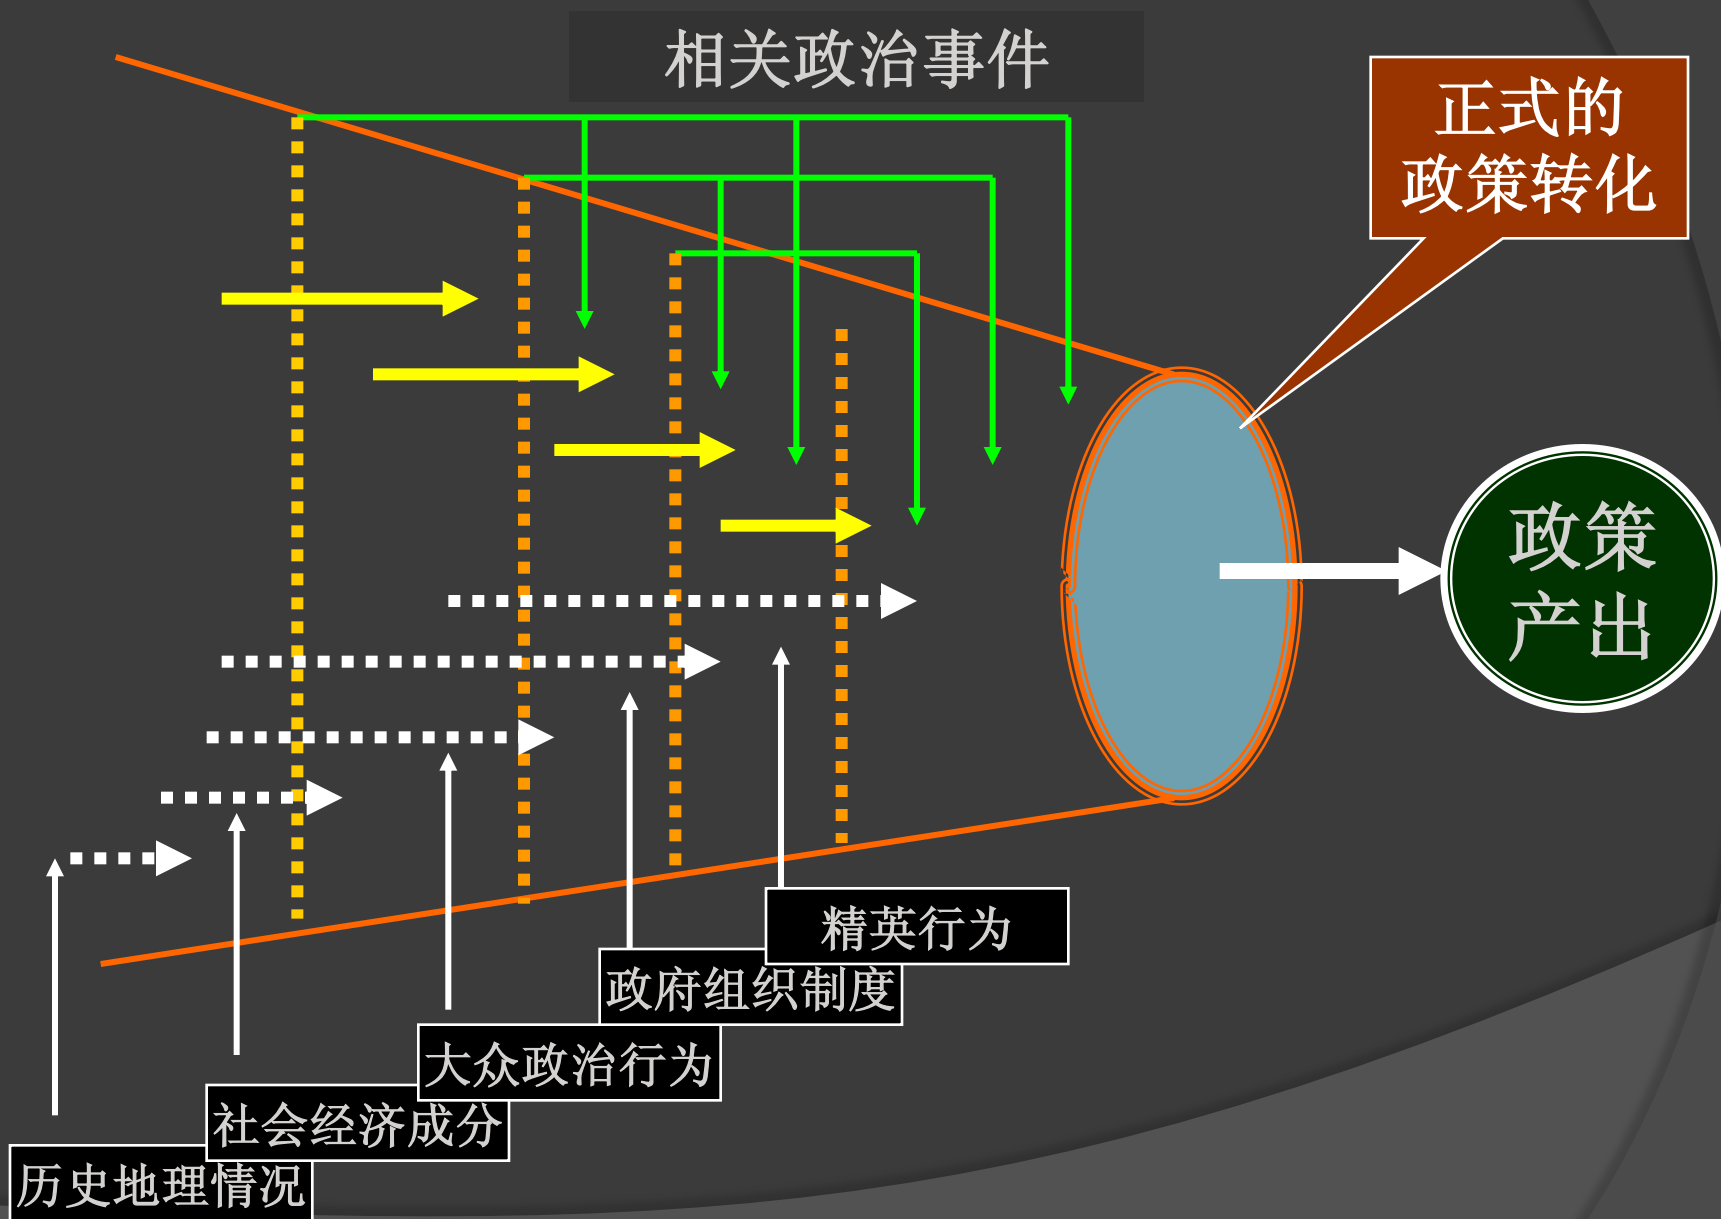 相关政治事件
正式的
政策转化
政策
产出
精英行为
政府组织制度
大众政治行为
社会经济成分
历史地理情况